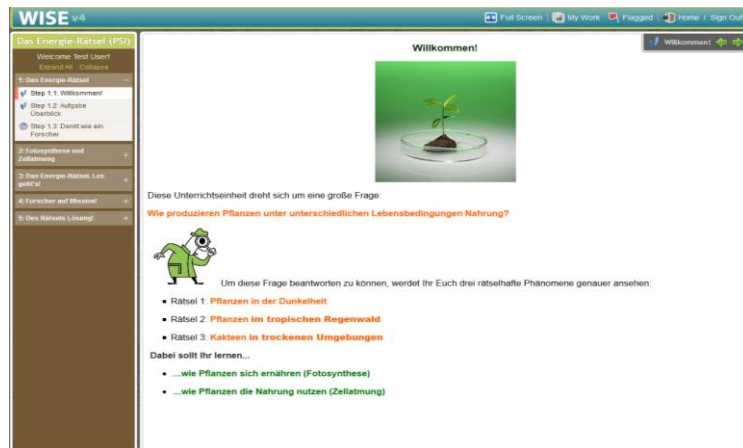 WISE v4
Full Screen
My Work
Flagged
Home / Sign Out
Das Energie-Rätsel (PSI)
Welcome Test User!
Expand All Collapse
1: Das Energie-Rätsel
Step 1.1: Willkommen!
Step 1.2: Aufgabe
Überblick
Step 1.3: Damit wie ein
Forscher
2: Fotosynthese und
Zellatmung
3: Das Energie-Rätsel. Los
geht's!
4: Forscher auf Mission!
5: Des Rätsels Lösung!
Willkommen!
Willkommen!
Diese Unterrichtseinheit dreht sich um eine große Frage:
Wie produzieren Pflanzen unter unterschiedlichen Lebensbedingungen Nahrung?
Um diese Frage beantworten zu können, werdet Ihr Euch drei rätselhafte Phänomene genauer ansehen:
Rätsel 1: Pflanzen in der Dunkelheit
Rätsel 2: Pflanzen im tropischen Regenwald
Rätsel 3: Kakteen in trockenen Umgebungen
Dabei sollt Ihr lernen...
...wie Pflanzen sich ernähren (Fotosynthese)
...wie Pflanzen die Nahrung nutzen (Zellatmung)